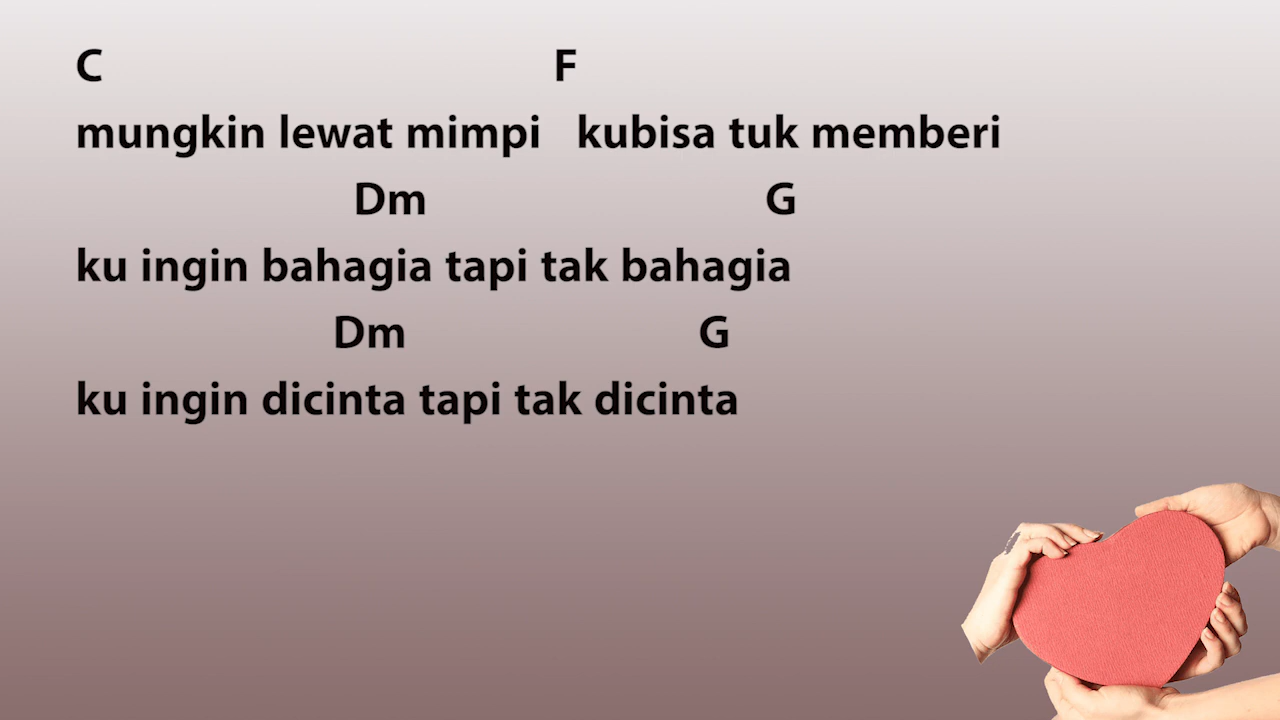 C F
mungkin lewat mimpi kubisa tuk memberi
Dm G
ku ingin bahagia tapi tak bahagia
Dm G
ku ingin dicinta tapi tak dicinta